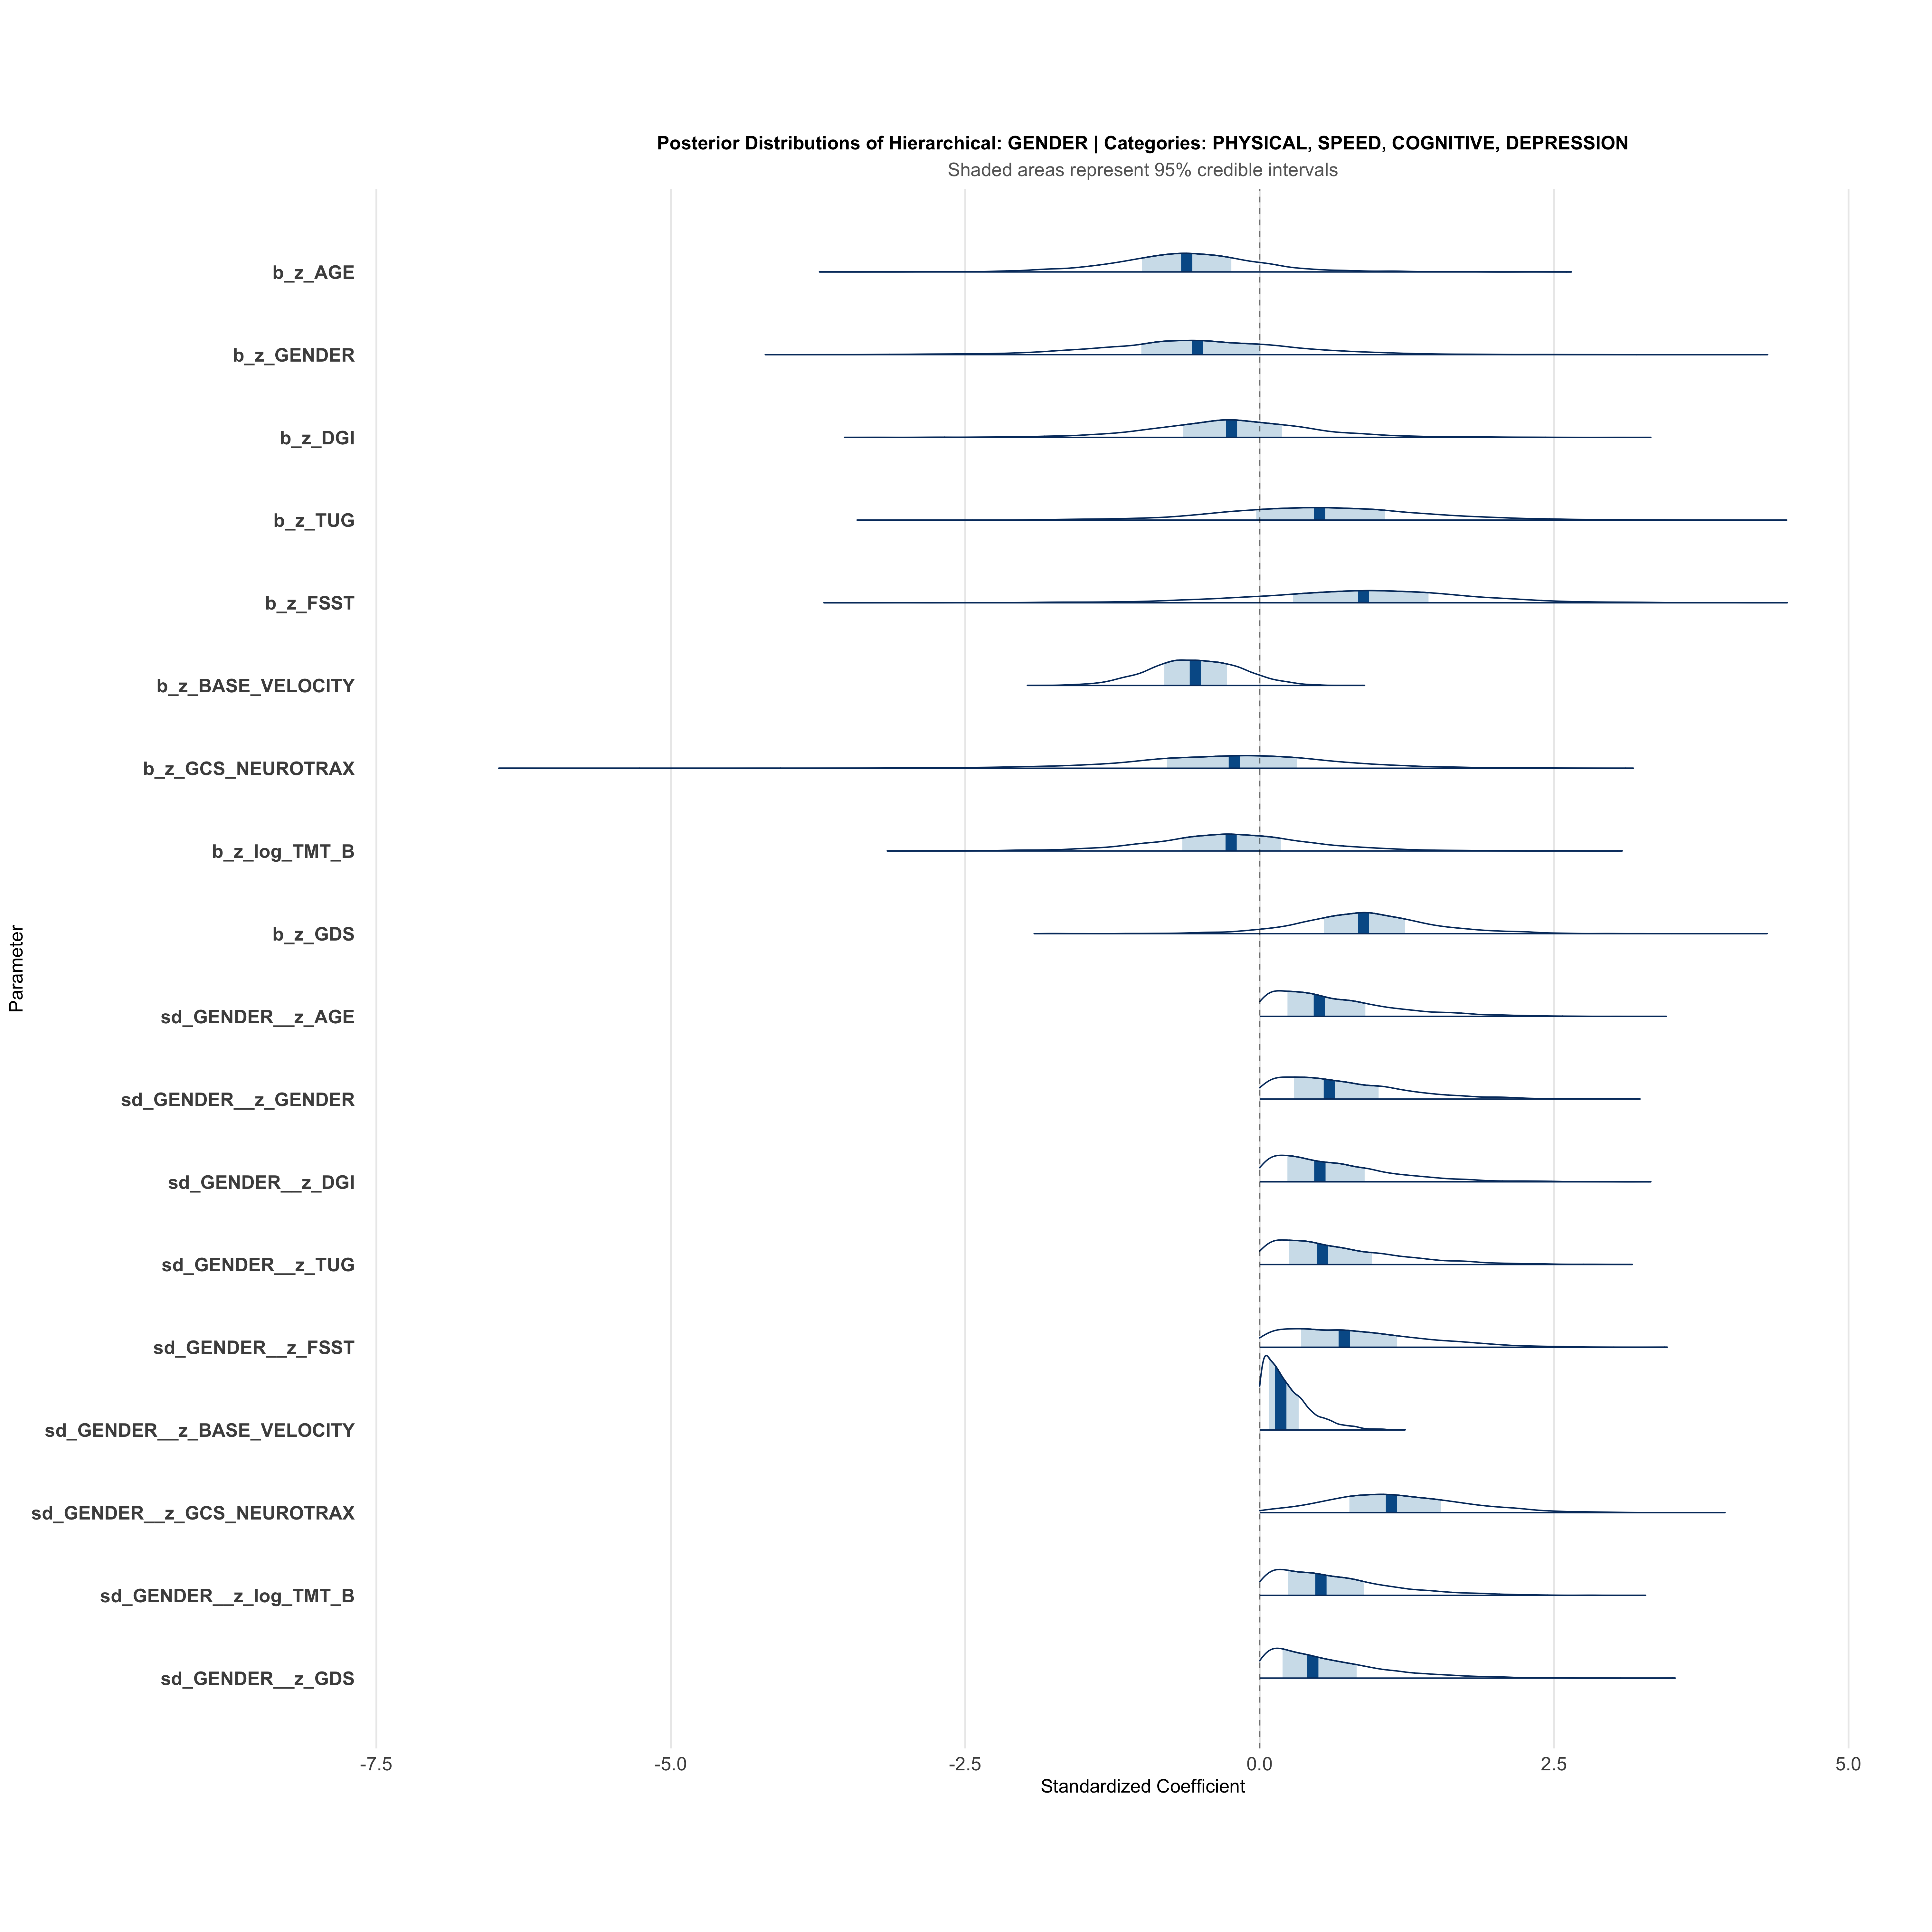 Posterior Distributions of Hierarchical: GENDER | Categories: PHYSICAL, SPEED, COGNITIVE, DEPRESSION
Shaded areas represent 95% credible intervals
Parameter
b_z_AGE
b_z_GENDER
b_z_DGI
b_z_TUG
b_z_FSST
b_z_BASE_VELOCITY
b_z_GCS_NEUROTRAX
b_z_log_TMT_B
b_z_GDS
sd_GENDER__z_AGE
sd_GENDER__z_GENDER
sd_GENDER__z_DGI
sd_GENDER__z_TUG
sd_GENDER__z_FSST
sd_GENDER__z_BASE_VELOCITY
sd_GENDER__z_GCS_NEUROTRAX
sd_GENDER__z_log_TMT_B
sd_GENDER__z_GDS
-7.5 -5.0 -2.5 0.0 2.5 5.0
Standardized Coefficient